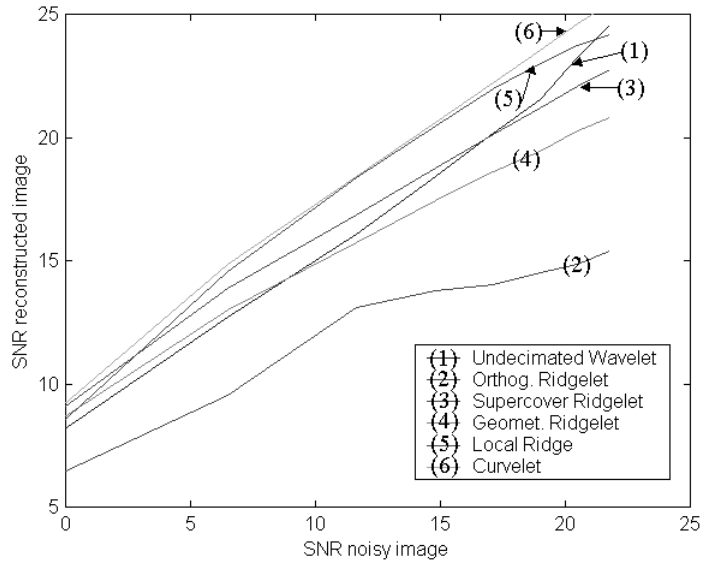 25
20
15
10
5
0
5
10
15
20
25
SNR reconstructed image
SNR noisy image
(6)
(1)
(5)
(3)
(4)
(2)
(1) Undecimated Wavelet
(2) Orthog. Ridgelet
(3) Supercover Ridgelet
(4) Geomet. Ridgelet
(5) Local Ridge
(6) Curvelet